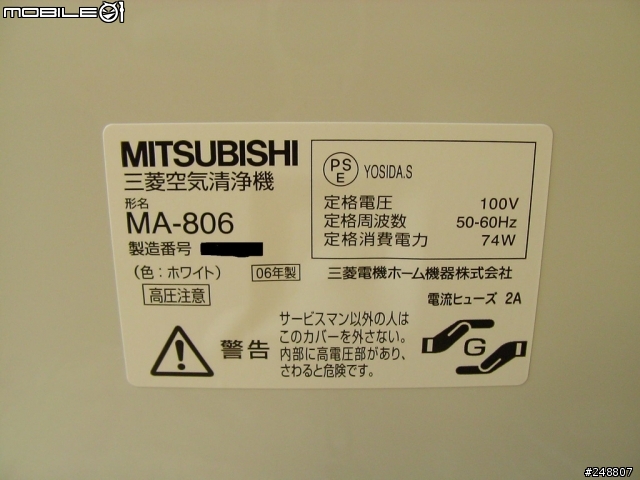 MOBILE01
MITSUBISHI
三菱空気清浄機
形名
MA-806
製造番号
(色：ホワイト)
06年製
高圧注意
PS
E
YOSIDA.S
定格電圧 100V
定格周波数 50-60Hz
定格消費電力 74W
三菱電機ホーム機器株式会社
電流ヒューズ 2A
警告
サービスマン以外の人は
このカバーを外さない。
内部に高電圧部があり、
さわると危険です。
G
#248807